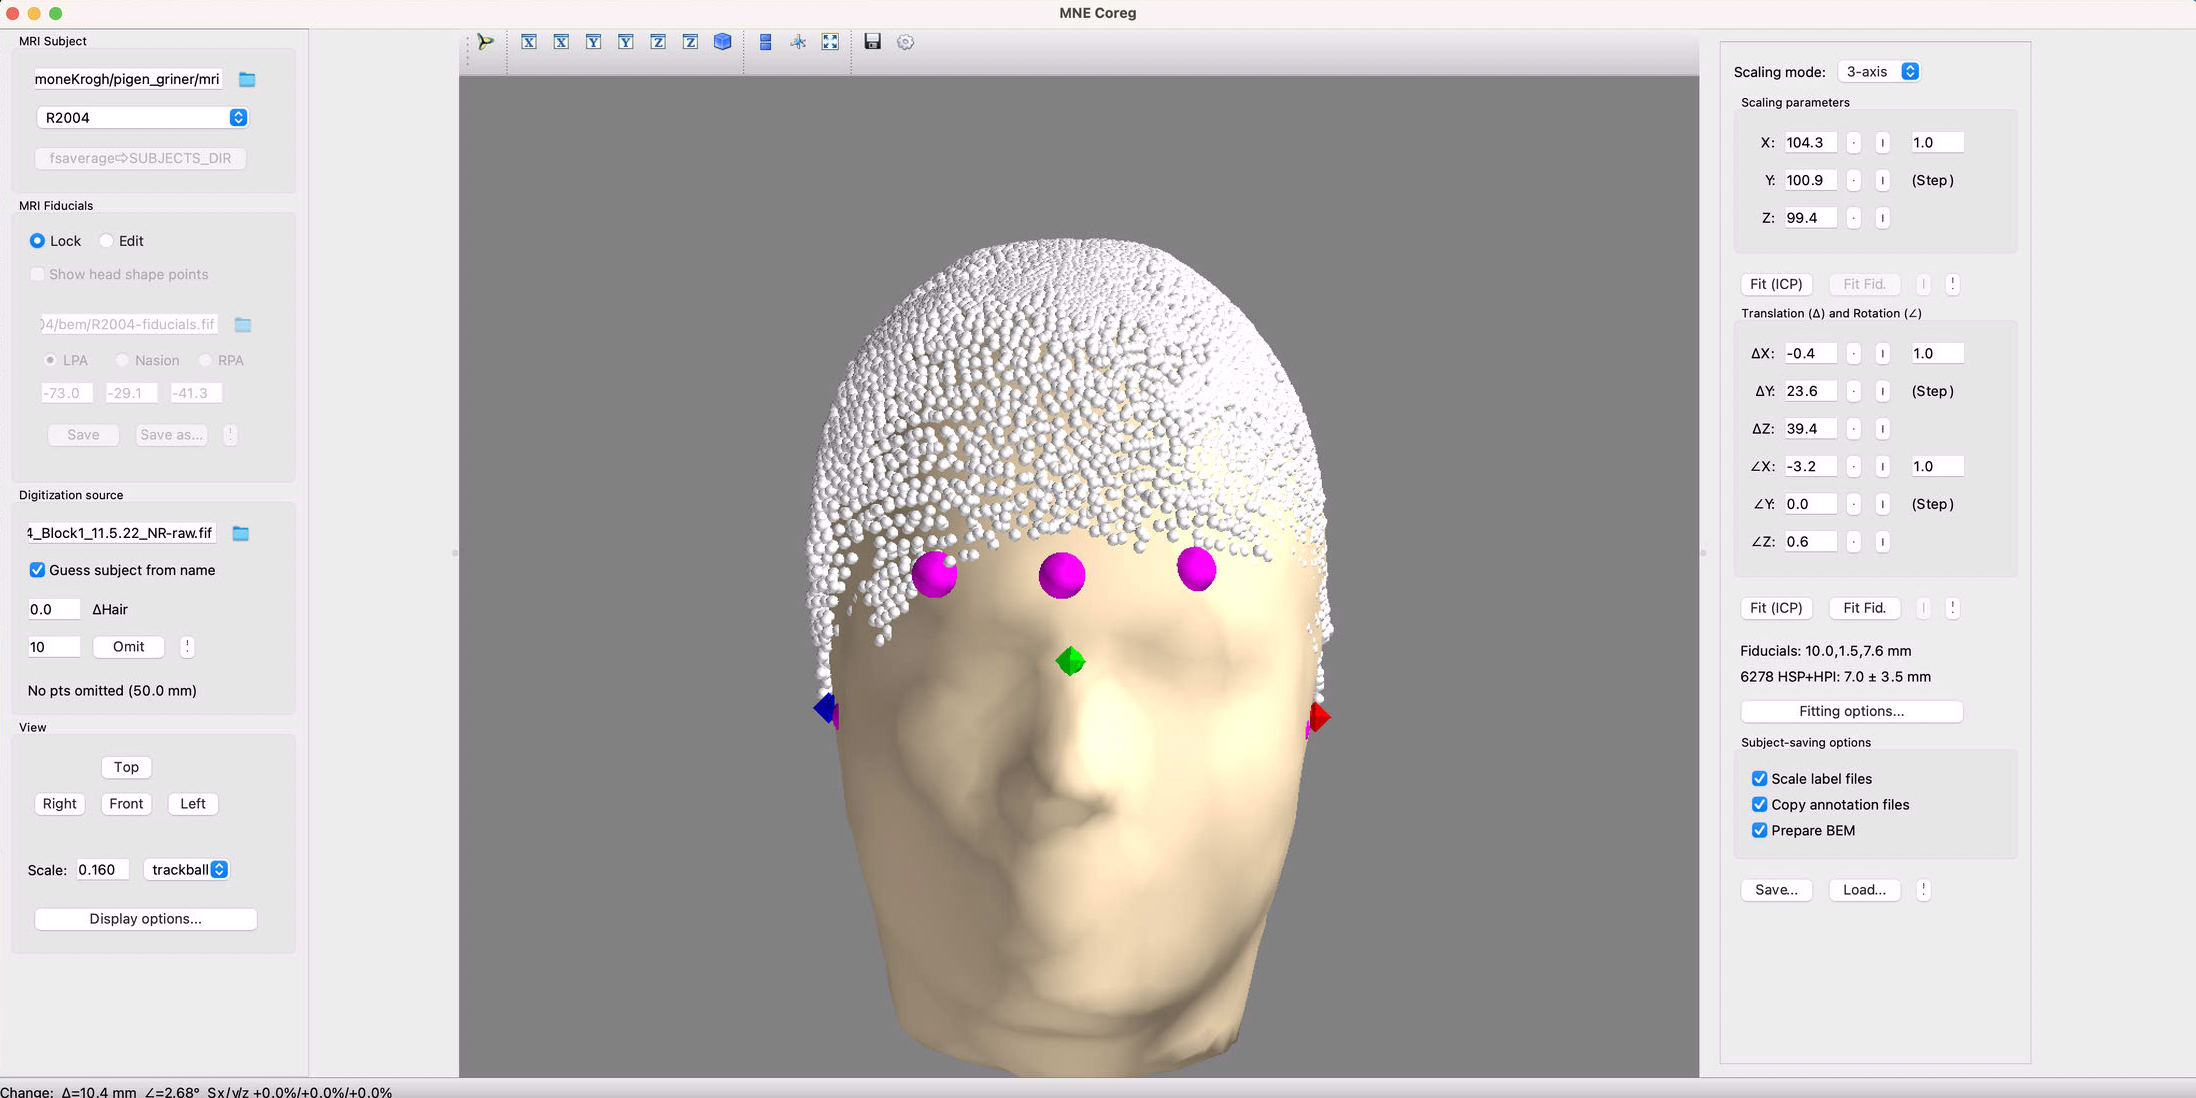 MNE Coreg
MRI Subject
moneKrogh/pigen_griner/mri
R2004
fsaverage⇨SUBJECTS_DIR
MRI Fiducials
Lock Edit
Show head shape points
04/bem/R2004-fiducials.fif
LPA Nasion RPA
-73.0 -29.1 -41.3
Save Save as... !
Digitization source
4_Block1_11.5.22_NR-raw.fif
Guess subject from name
0.0 ΔHair
10 Omit !
No pts omitted (50.0 mm)
View
Top
Right Front Left
Scale: 0.160 trackball
Display options...
X X Y Y Z Z
Scaling mode: 3-axis
Scaling parameters
X: 104.3 1.0
Y: 100.9 (Step)
Z: 99.4
Fit (ICP) Fit Fid. !
Translation (Δ) and Rotation (∠)
ΔX: -0.4 1.0
ΔY: 23.6 (Step)
ΔZ: 39.4
∠X: -3.2 1.0
∠Y: 0.0 (Step)
∠Z: 0.6
Fit (ICP) Fit Fid. !
Fiducials: 10.0,1.5,7.6 mm
6278 HSP+HPI: 7.0 ± 3.5 mm
Fitting options...
Subject-saving options
Scale label files
Copy annotation files
Prepare BEM
Save... Load... !
Change: Δ=10.4 mm ∠=2.68° Sx/y/z +0.0%/+0.0%/+0.0%